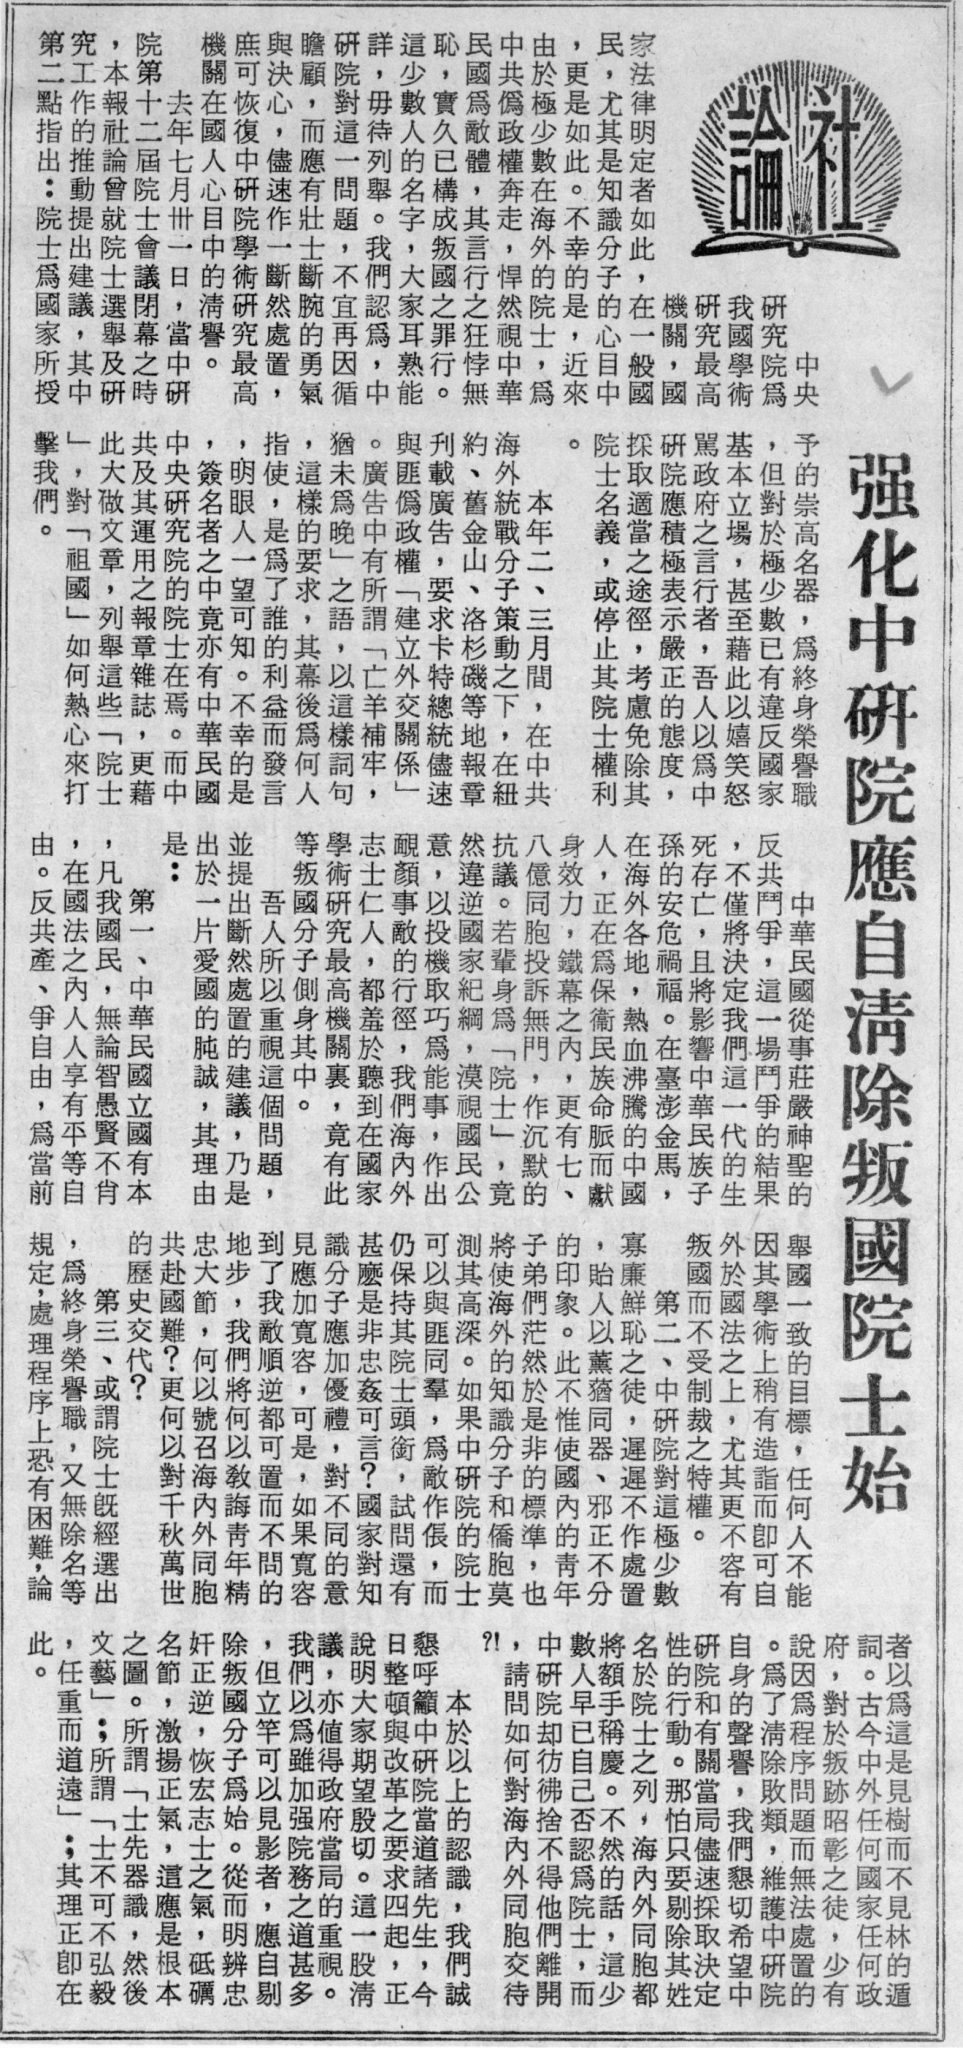 社論
强化中研院應自清除叛國院士始
中央
研究院爲
我國學術
研究最高
機關，國
家法律明定者如此，在一般國
民，尤其是知識分子的心目中
，更是如此。不幸的是，近來
由於極少數在海外的院士，爲
中共僞政權奔走，悍然視中華
民國爲敵體，其言行之狂悖無
恥，實久已構成叛國之罪行。
這少數人的名字，大家耳熟能
詳，毋待列舉。我們認爲，中
研院對這一問題，不宜再因循
瞻顧，而應有壯士斷腕的勇氣
與決心，儘速作一斷然處置，
庶可恢復中研院學術研究最高
機關在國人心目中的清譽。
去年七月卅一日，當中研
院第十二屆院士會議閉幕之時
，本報社論曾就院士選舉及研
究工作的推動提出建議，其中
第二點指出：院士爲國家所授
予的崇高名器，爲終身榮譽職
，但對於極少數已有違反國家
基本立場，甚至藉此以嬉笑怒
駡政府之言行者，吾人以爲中
研院應積極表示嚴正的態度，
採取適當之途徑，考慮免除其
院士名義，或停止其院士權利
。
本年二、三月間，在中共
海外統戰分子策動之下，在紐
約、舊金山、洛杉磯等地報章
刊載廣告，要求卡特總統儘速
與匪僞政權「建立外交關係」
。廣告中有所謂「亡羊補牢，
猶未爲晚」之語，以這樣詞句
，這樣的要求，其幕後爲何人
指使，是爲了誰的利益而發言
，明眼人一望可知。不幸的是
，簽名者之中竟亦有中華民國
中央研究院的院士在焉。而中
共及其運用之報章雜誌，更藉
此大做文章，列舉這些「院士
」，對「祖國」如何熱心來打
擊我們。
中華民國從事莊嚴神聖的
反共鬥爭，這一場鬥爭的結果
，不僅將決定我們這一代的生
死存亡，且將影響中華民族子
孫的安危禍福。在臺澎金馬，
在海外各地，熱血沸騰的中國
人，正在爲保衞民族命脈而獻
身效力，鐵幕之內，更有七、
八億同胞投訴無門，作沉默的
抗議。若輩身爲「院士」，竟
然違逆國家紀綱，漠視國民公
意，以投機取巧爲能事，作出
靦顏事敵的行徑，我們海內外
志士仁人，都羞於聽到在國家
學術研究最高機關裏，竟有此
等叛國分子側身其中。
吾人所以重視這個問題，
並提出斷然處置的建議，乃是
出於一片愛國的肫誠，其理由
是：
第一、中華民國立國有本
，凡我國民，無論智愚賢不肖
，在國法之內人人享有平等自
由。反共產、爭自由，爲當前
舉國一致的目標，任何人不能
因其學術上稍有造詣而卽可自
外於國法之上，尤其更不容有
叛國而不受制裁之特權。
第二、中研院對這極少數
寡廉鮮恥之徒，遲遲不作處置
，貽人以薰蕕同器、邪正不分
的印象。此不惟使國內的青年
子弟們茫然於是非的標準，也
將使海外的知識分子和僑胞莫
測其高深。如果中研院的院士
可以與匪同羣，爲敵作倀，而
仍保持其院士頭銜，試問還有
甚麼是非忠姦可言？國家對知
識分子應加優禮，對不同的意
見應加寬容，可是，如果寬容
到了我敵順逆都可置而不問的
地步，我們將何以敎誨青年精
忠大節，何以號召海內外同胞
共赴國難？更何以對千秋萬世
的歷史交代？
第三、或謂院士旣經選出
，爲終身榮譽職，又無除名等
規定，處理程序上恐有困難，論
者以爲這是見樹而不見林的遁
詞。古今中外任何國家任何政
府，對於叛跡昭彰之徒，少有
說因爲程序問題而無法處置的
。爲了清除敗類，維護中研院
自身的聲譽，我們懇切希望中
研院和有關當局儘速採取決定
性的行動。那怕只要剔除其姓
名於院士之列，海內外同胞都
將額手稱慶。不然的話，這少
數人早已自己否認爲院士，而
中研院却彷彿捨不得他們離開
，請問如何對海內外同胞交待
?!
本於以上的認識，我們誠
懇呼籲中研院當道諸先生，今
日整頓與改革之要求四起，正
說明大家期望殷切。這一股清
議，亦值得政府當局的重視。
我們以爲雖加强院務之道甚多
，但立竿可以見影者，應自剔
除叛國分子爲始。從而明辨忠
奸正逆，恢宏志士之氣，砥礪
名節，激揚正氣，這應是根本
之圖。所謂「士先器識，然後
文藝」；所謂「士不可不弘毅
，任重而道遠」；其理正卽在
此。